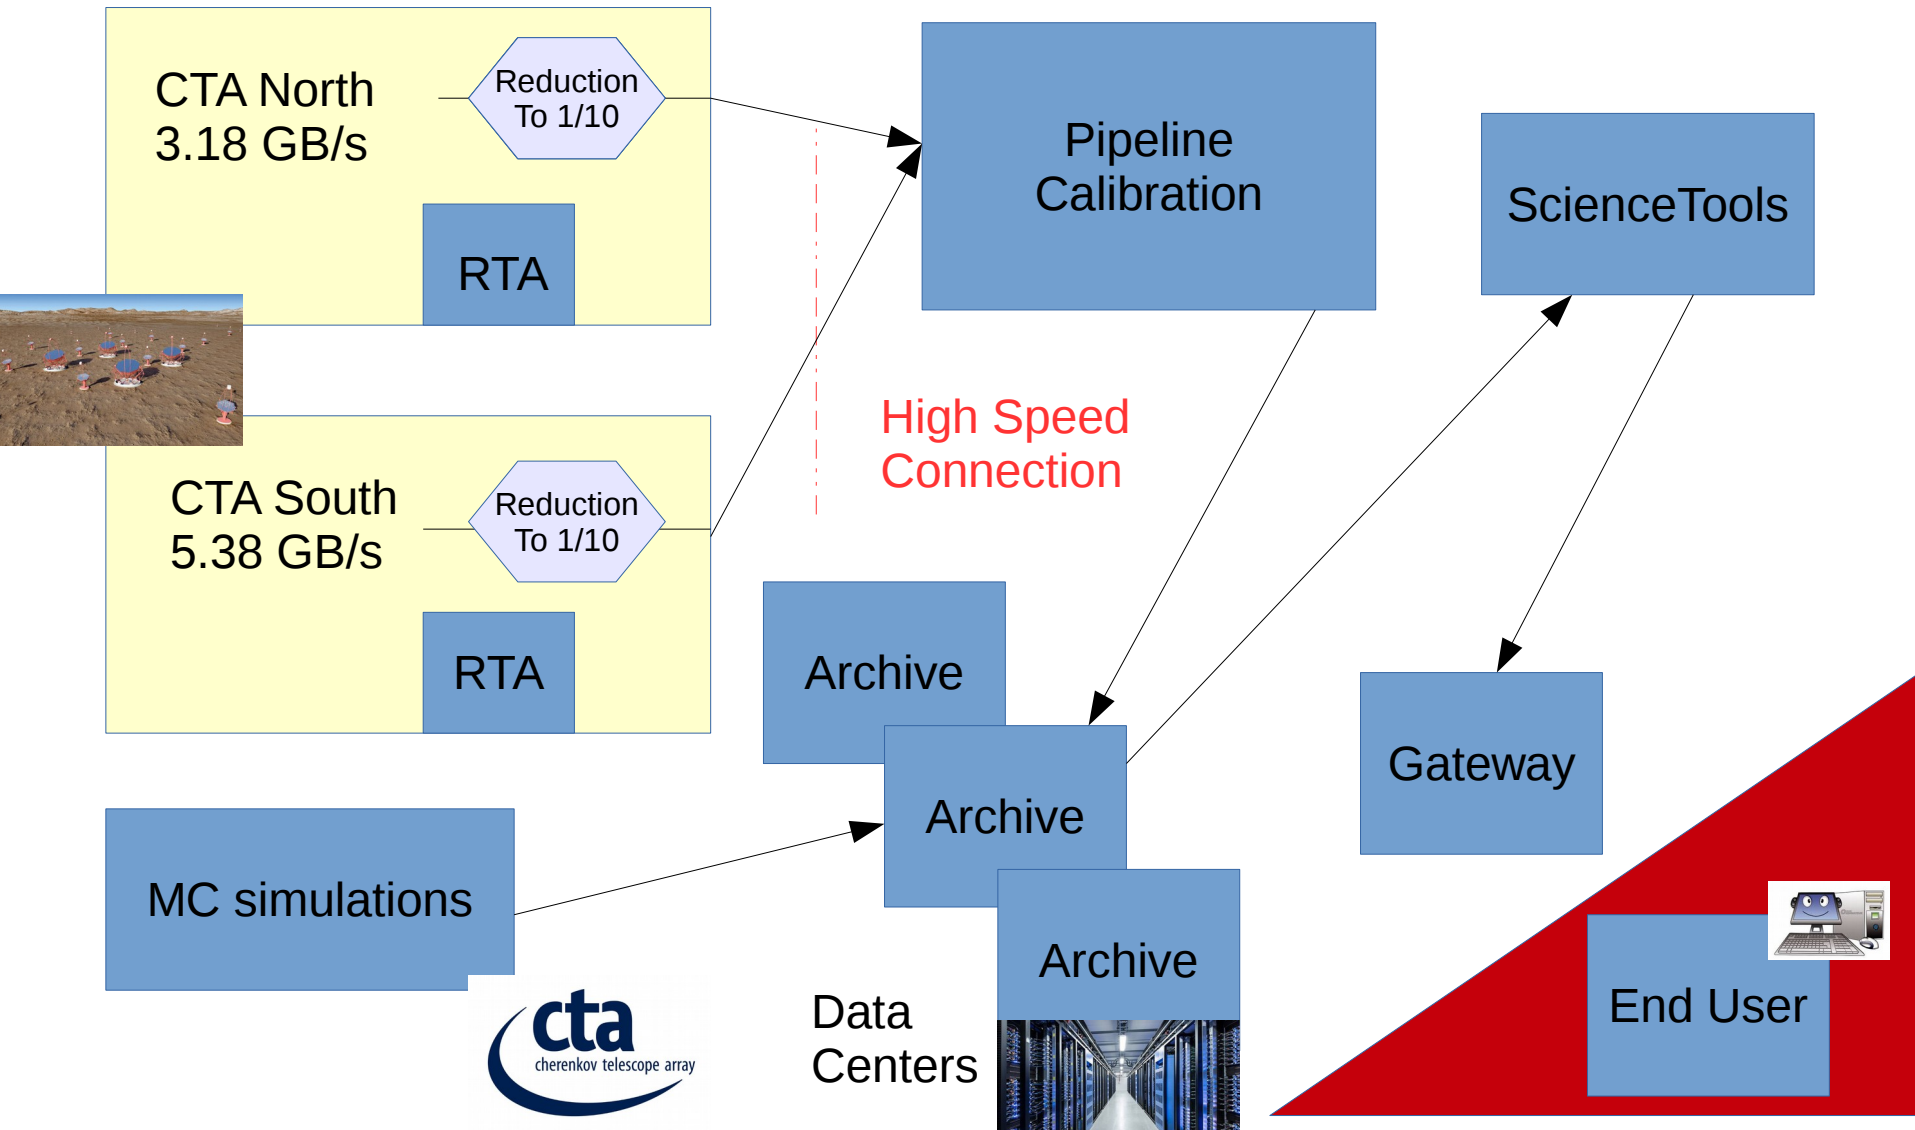 CTA North
3.18 GB/s
Reduction
To 1/10
RTA
Pipeline
Calibration
ScienceTools
High Speed
Connection
CTA South
5.38 GB/s
Reduction
To 1/10
RTA
Archive
Archive
Archive
Gateway
MC simulations
cta
cherenkov telescope array
Data
Centers
End User